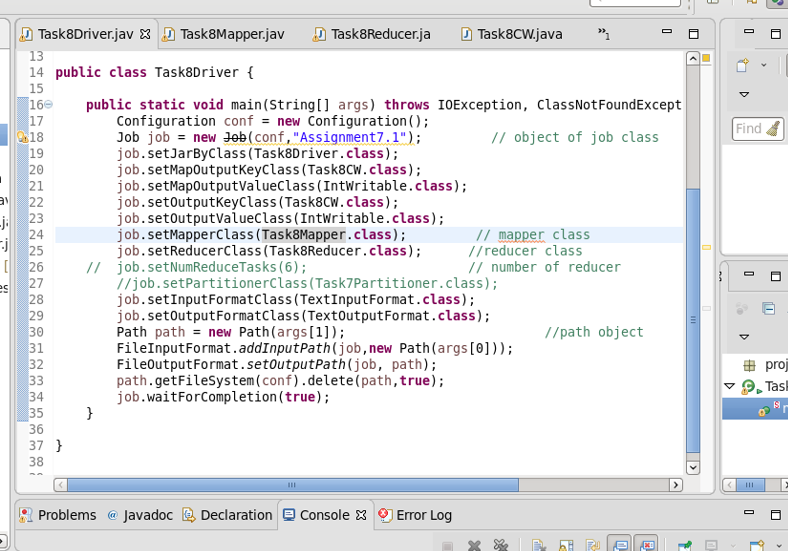 Task8Driver.jav
Task8Mapper.jav
Task8Reducer.ja
Task8CW.java
»1
13
14 public class Task8Driver {
15
16 public static void main(String[] args) throws IOException, ClassNotFoundExcept
17 Configuration conf = new Configuration();
18 Job job = new Job(conf,"Assignment7.1"); // object of job class
19 job.setJarByClass(Task8Driver.class);
20 job.setMapOutputKeyClass(Task8CW.class);
21 job.setMapOutputValueClass(IntWritable.class);
22 job.setOutputKeyClass(Task8CW.class);
23 job.setOutputValueClass(IntWritable.class);
24 job.setMapperClass(Task8Mapper.class); // mapper class
25 job.setReducerClass(Task8Reducer.class); //reducer class
26 // job.setNumReduceTasks(6); // number of reducer
27 //job.setPartitionerClass(Task7Partitioner.class);
28 job.setInputFormatClass(TextInputFormat.class);
29 job.setOutputFormatClass(TextOutputFormat.class);
30 Path path = new Path(args[1]); //path object
31 FileInputFormat.addInputPath(job,new Path(args[0]));
32 FileOutputFormat.setOutputPath(job, path);
33 path.getFileSystem(conf).delete(path,true);
34 job.waitForCompletion(true);
35 }
36
37 }
38
Find
proj
Task
Problems
@ Javadoc
Declaration
Console
Error Log